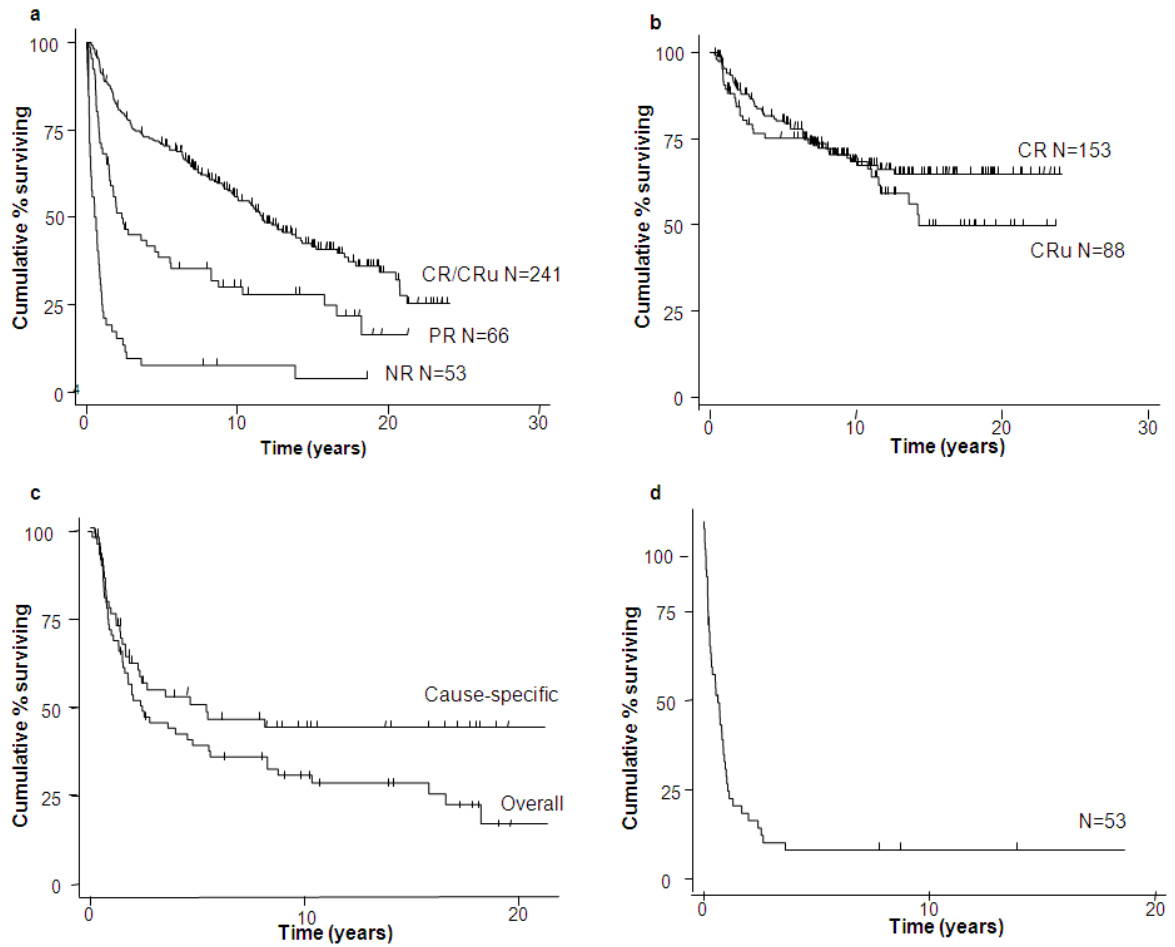 a
100
75
50
25
0
Cumulative % surviving
CR/CRu N=241
PR N=66
NR N=53
4
0 10 20 30
Time (years)
b
100
75
50
25
0
Cumulative % surviving
CR N=153
CRu N=88
0 10 20 30
Time (years)
c
100
75
50
25
0
Cumulative % surviving
Cause-specific
Overall
0 10 20
Time (years)
d
100
75
50
25
0
Cumulative % surviving
N=53
0 10 20
Time (years)